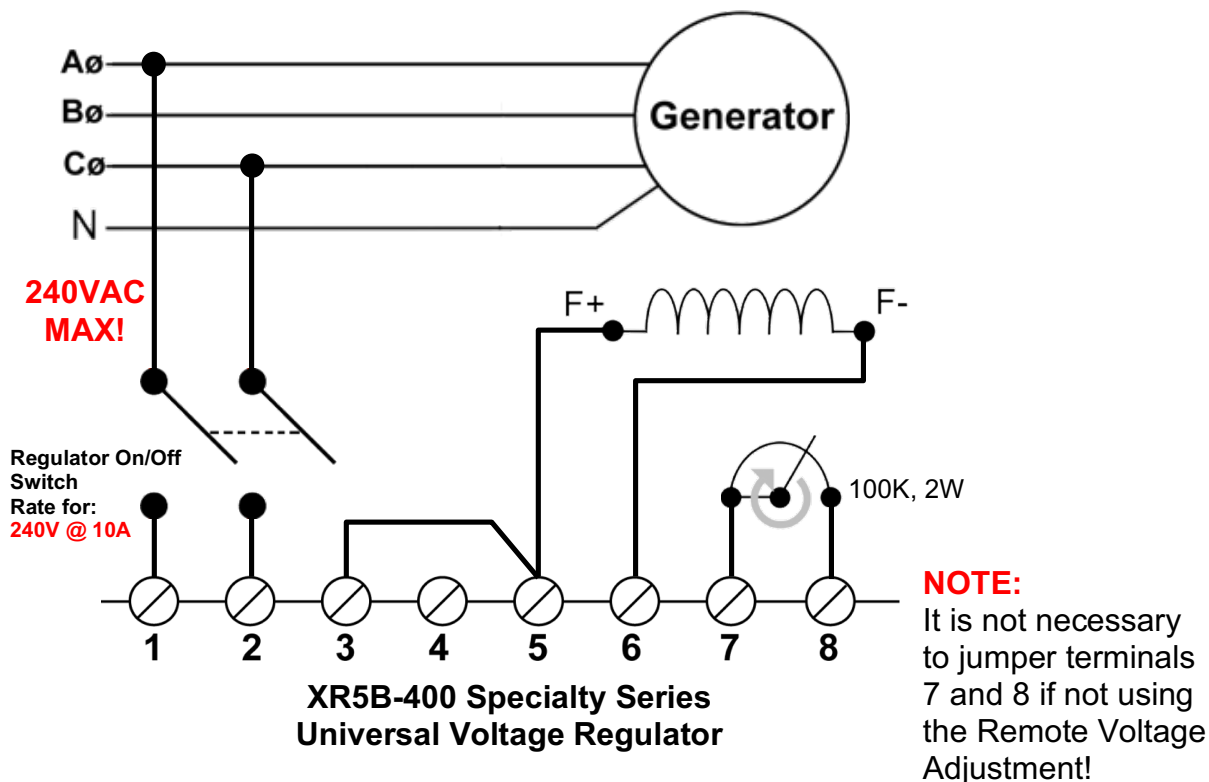 Aø
Bø
Generator
Cø
N
240VAC
MAX!
F+
F-
Regulator On/Off
Switch
Rate for:
240V @ 10A
100K, 2W
1 2 3 4 5 6 7 8
XR5B-400 Specialty Series
Universal Voltage Regulator
NOTE:
It is not necessary
to jumper terminals
7 and 8 if not using
the Remote Voltage
Adjustment!